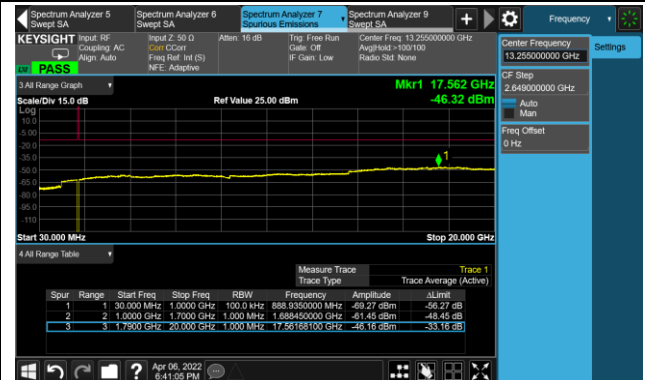 Spectrum Analyzer 5
Swept SA
Spectrum Analyzer 6
Swept SA
Spectrum Analyzer 7
Spurious Emissions
Spectrum Analyzer 9
Swept SA
Frequency
KEYSIGHT
Input: RF
Coupling: AC
Align: Auto
Input Z: 50 Ω
Corr CCorr
Freq Ref: Int (S)
NFE: Adaptive
Atten: 16 dB
Trig: Free Run
Gate: Off
IF Gain: Low
Center Freq: 13.255000000 GHz
Avg|Hold:>100/100
Radio Std: None
PASS
Center Frequency
13.255000000 GHz
Settings
CF Step
2.649000000 GHz
Auto
Man
Freq Offset
0 Hz
3 All Range Graph
Mkr1 17.562 GHz
Scale/Div 15.0 dB
Ref Value 25.00 dBm
-46.32 dBm
Log
10.0
-5.00
-20.0
-35.0
-50.0
-65.0
-80.0
-95.0
-110
1
Start 30.000 MHz
Stop 20.000 GHz
4 All Range Table
Measure Trace Trace 1
Trace Type Trace Average (Active)
Spur Range Start Freq Stop Freq RBW Frequency Amplitude ΔLimit
1 1 30.000 MHz 1.0000 GHz 100.0 kHz 888.9350000 MHz -69.27 dBm -56.27 dB
2 2 1.0000 GHz 1.7000 GHz 1.000 MHz 1.688450000 GHz -61.45 dBm -48.45 dB
3 3 1.7900 GHz 20.000 GHz 1.000 MHz 17.56168100 GHz -46.16 dBm -33.16 dB
Apr 06, 2022
6:41:05 PM